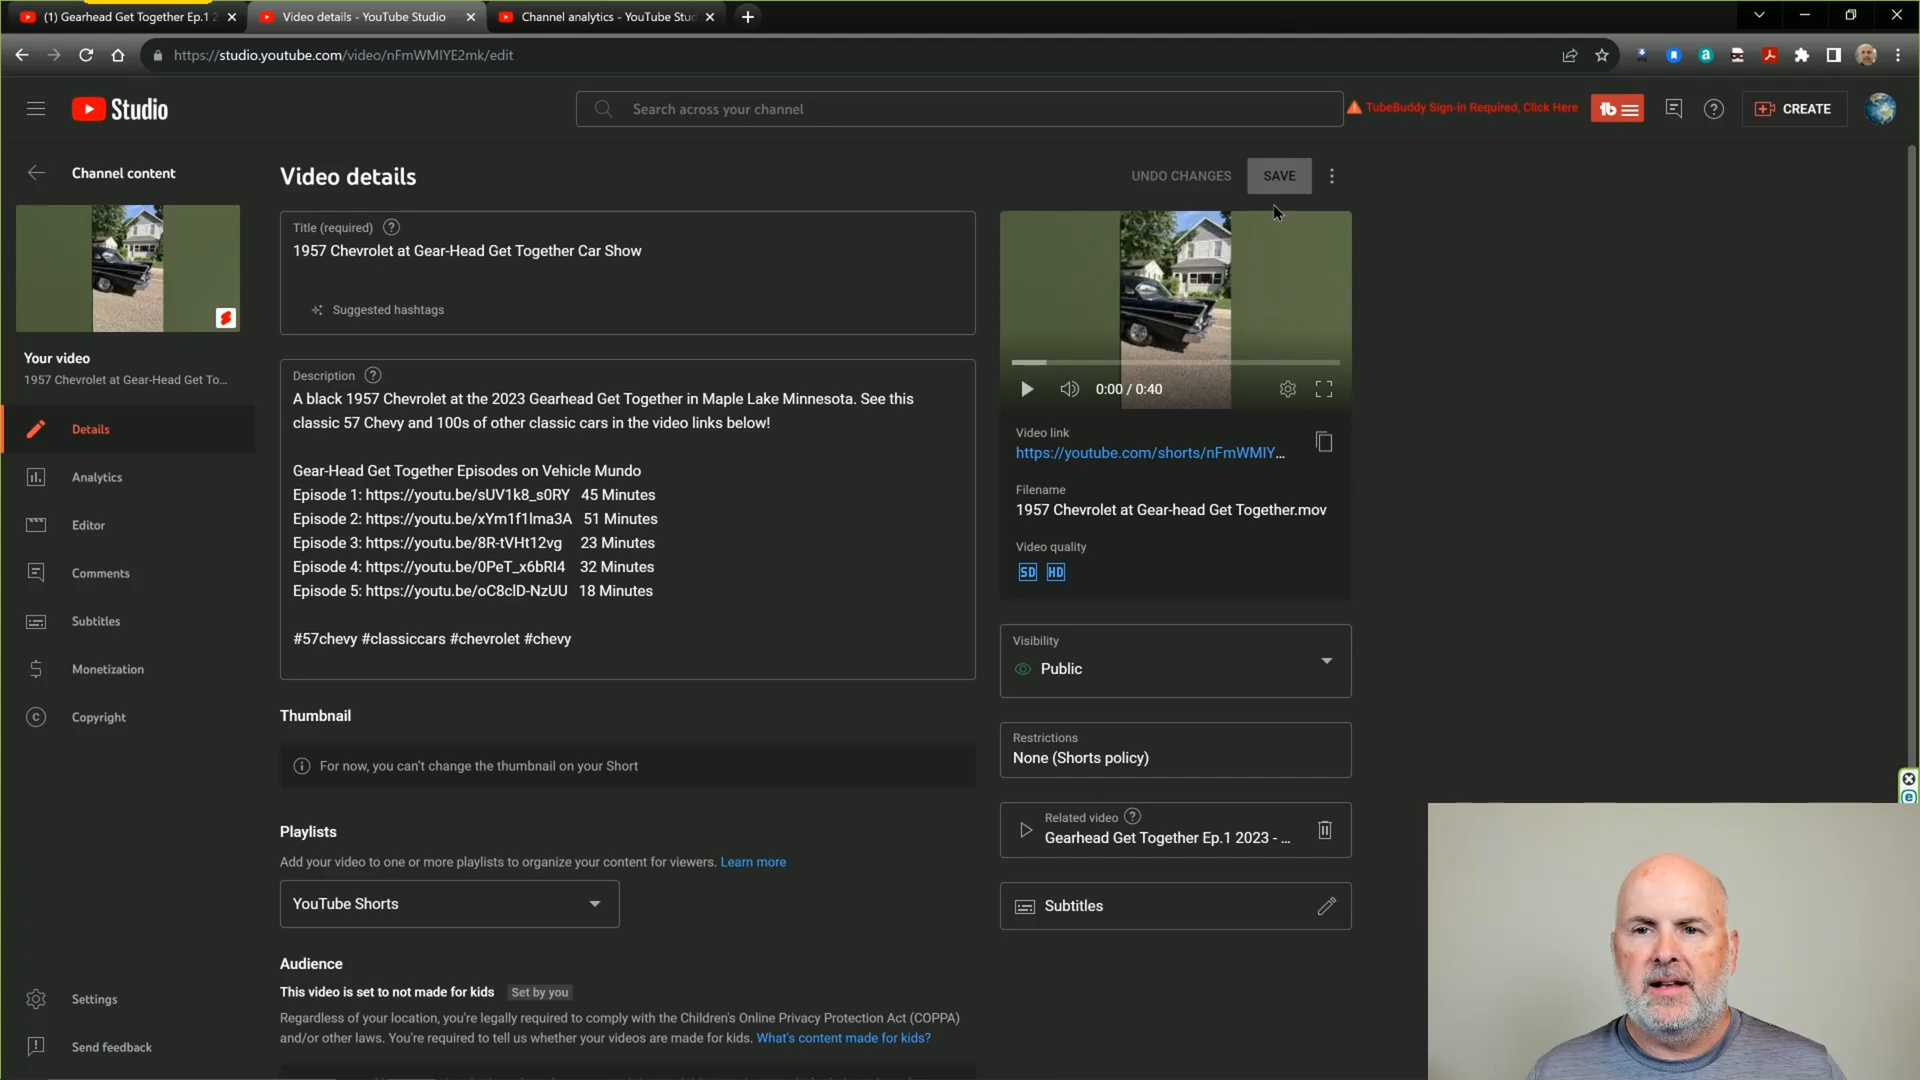 (1) Gearhead Get Together Ep.1 2
Video details - YouTube Studio
Channel analytics - YouTube Stud
https://studio.youtube.com/video/nFmWMIYE2mk/edit
Studio
Search across your channel
TubeBuddy Sign-in Required, Click Here
tb
CREATE
Channel content
Your video
1957 Chevrolet at Gear-Head Get To...
Details
Analytics
Editor
Comments
Subtitles
Monetization
Copyright
Settings
Send feedback
Video details
UNDO CHANGES
SAVE
Title (required)
1957 Chevrolet at Gear-Head Get Together Car Show
Suggested hashtags
Description
A black 1957 Chevrolet at the 2023 Gearhead Get Together in Maple Lake Minnesota. See this
classic 57 Chevy and 100s of other classic cars in the video links below!
Gear-Head Get Together Episodes on Vehicle Mundo
Episode 1: https://youtu.be/sUV1k8_s0RY 45 Minutes
Episode 2: https://youtu.be/xYm1f1lma3A 51 Minutes
Episode 3: https://youtu.be/8R-tVHt12vg 23 Minutes
Episode 4: https://youtu.be/0PeT_x6bRI4 32 Minutes
Episode 5: https://youtu.be/oC8clD-NzUU 18 Minutes
#57chevy #classiccars #chevrolet #chevy
Thumbnail
For now, you can't change the thumbnail on your Short
Playlists
Add your video to one or more playlists to organize your content for viewers. Learn more
YouTube Shorts
Audience
This video is set to not made for kids Set by you
Regardless of your location, you're legally required to comply with the Children's Online Privacy Protection Act (COPPA)
and/or other laws. You're required to tell us whether your videos are made for kids. What's content made for kids?
0:00 / 0:40
Video link
https://youtube.com/shorts/nFmWMIY...
Filename
1957 Chevrolet at Gear-head Get Together.mov
Video quality
SD HD
Visibility
Public
Restrictions
None (Shorts policy)
Related video
Gearhead Get Together Ep.1 2023 - ...
Subtitles